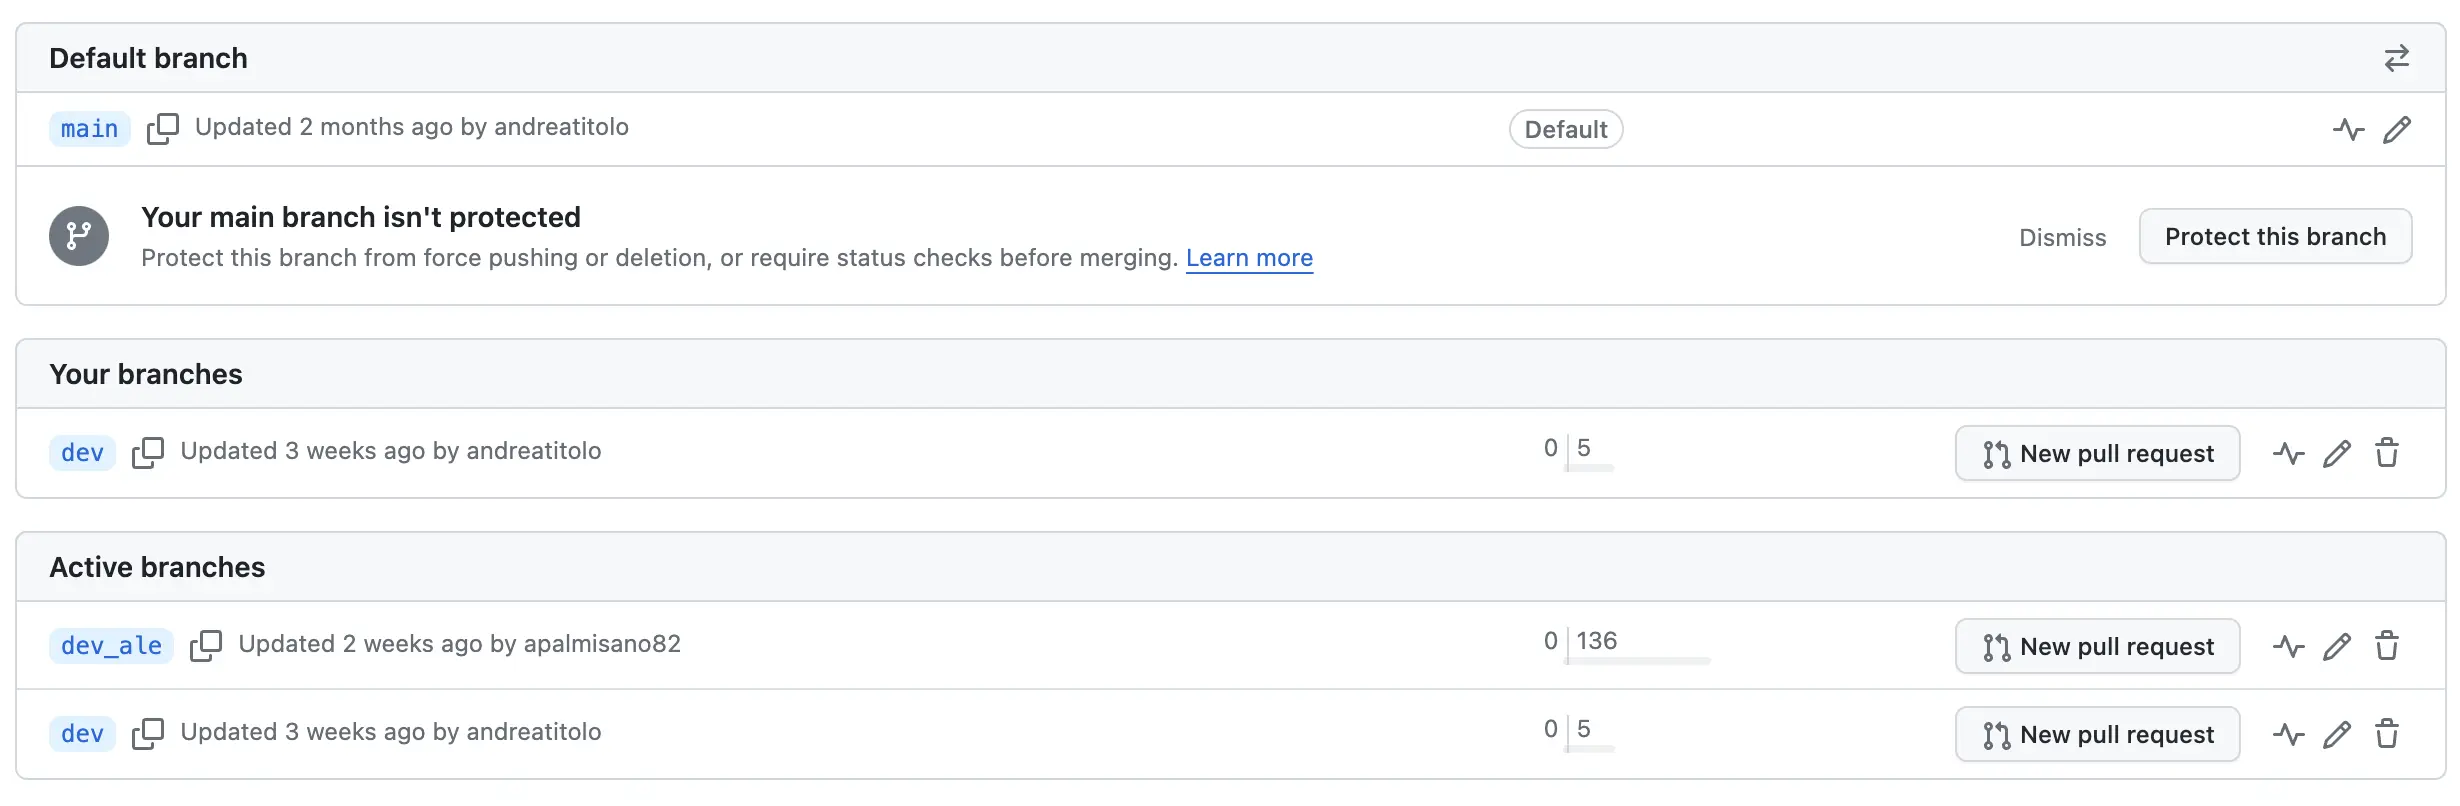 Default branch
main Updated 2 months ago by andreatitolo Default
Your main branch isn't protected
Protect this branch from force pushing or deletion, or require status checks before merging. Learn more
Dismiss Protect this branch
Your branches
dev Updated 3 weeks ago by andreatitolo 0 5 New pull request
Active branches
dev_ale Updated 2 weeks ago by apalmisano82 0 136 New pull request
dev Updated 3 weeks ago by andreatitolo 0 5 New pull request